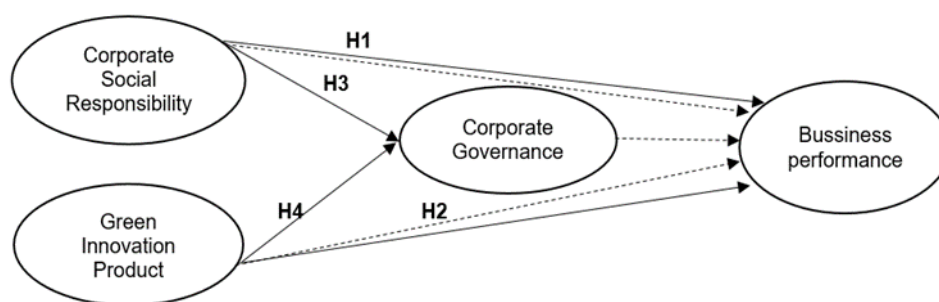 Corporate
Social
Responsibility
H1
H3
Corporate
Governance
Bussiness
performance
Green
Innovation
Product
H4
H2